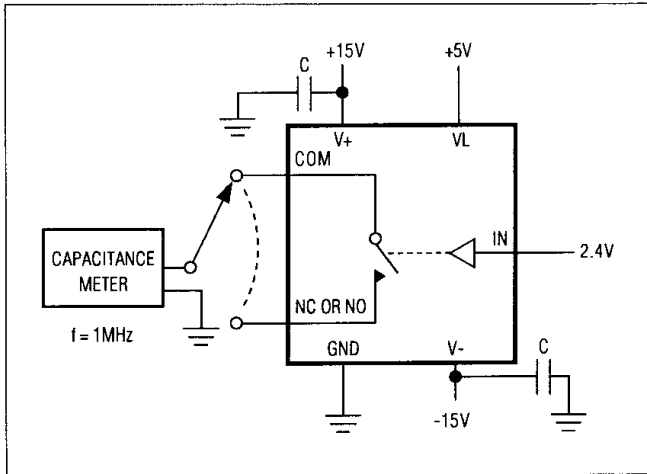 +15V
+5V
C
V+
VL
COM
IN
2.4V
CAPACITANCE
METER
NC OR NO
f = 1MHz
GND
V-
C
-15V